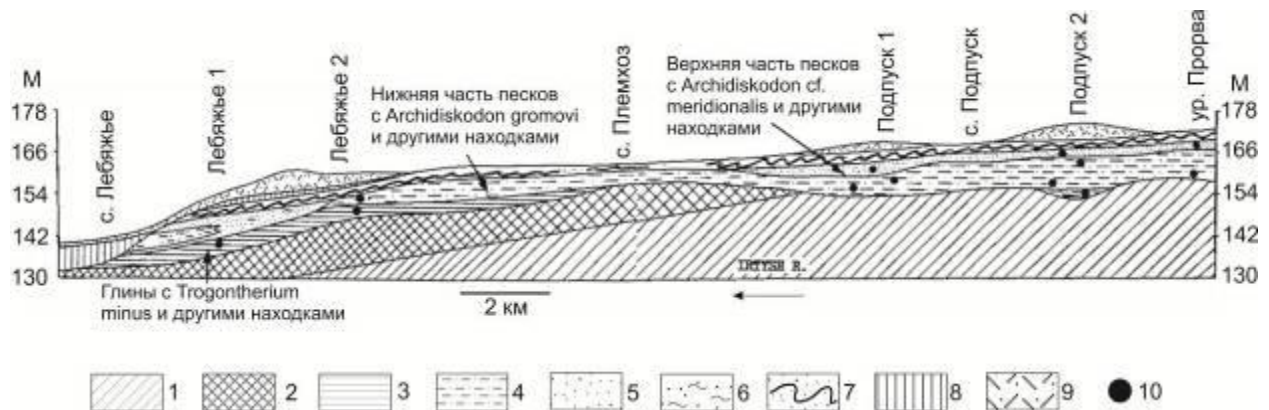 М
178
166
154
142
130
с. Лебяжье
Лебяжье 1
Лебяжье 2
Нижняя часть песков
с Archidiskodon gromovi
и другими находками
с. Племхоз
Верхняя часть песков
с Archidiskodon cf.
meridionalis и другими
находками
Подпуск 1
с. Подпуск
Подпуск 2
ур. Прорва
М
178
166
154
142
130
IRTYSH R.
Глины с Trogontherium
minus и другими находками
2 км
1 2 3 4 5 6 7 8 9 10